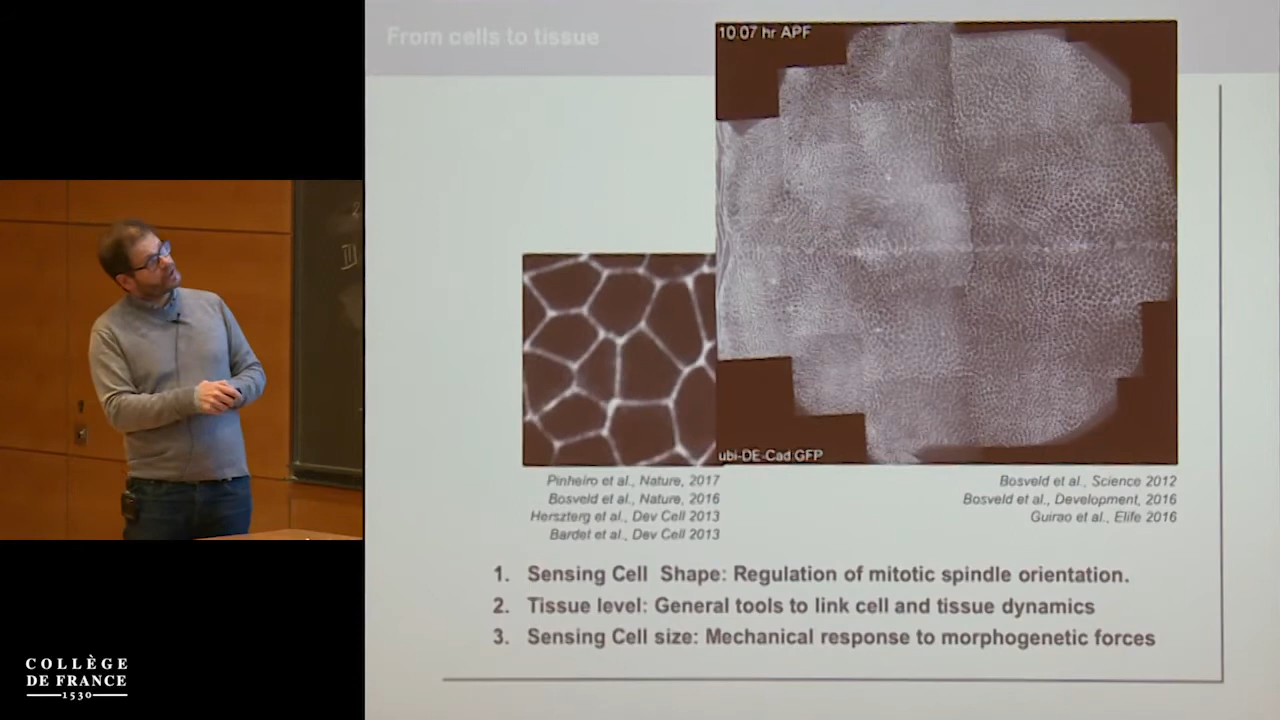 From cells to tissue
10.07 hr APF
ubi-DE-Cad:GFP
Pinheiro et al., Nature, 2017
Bosveld et al., Nature, 2016
Herszterg et al., Dev Cell 2013
Bardet et al., Dev Cell 2013
Bosveld et al., Science 2012
Bosveld et al., Development, 2016
Guirao et al., Elife 2016
1. Sensing Cell Shape: Regulation of mitotic spindle orientation.
2. Tissue level: General tools to link cell and tissue dynamics
3. Sensing Cell size: Mechanical response to morphogenetic forces
COLLÈGE
DE FRANCE
1530